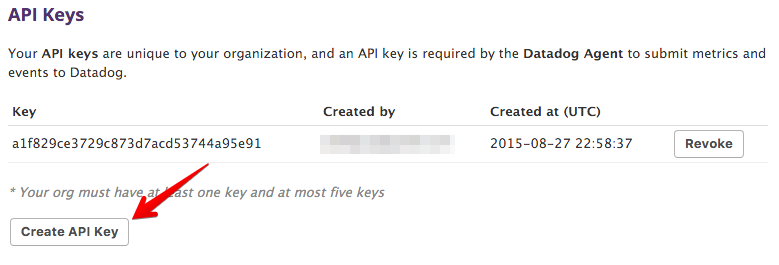 API Keys
Your API keys are unique to your organization, and an API key is required by the Datadog Agent to submit metrics and
events to Datadog.
Key Created by Created at (UTC)
a1f829ce3729c873d7acd53744a95e91 2015-08-27 22:58:37 Revoke
* Your org must have at least one key and at most five keys
Create API Key